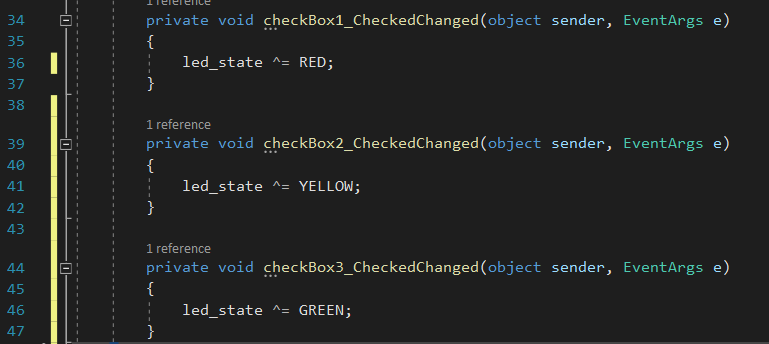 1 reference
34 private void checkBox1_CheckedChanged(object sender, EventArgs e)
35 {
36 led_state ^= RED;
37 }
38
1 reference
39 private void checkBox2_CheckedChanged(object sender, EventArgs e)
40 {
41 led_state ^= YELLOW;
42 }
43
1 reference
44 private void checkBox3_CheckedChanged(object sender, EventArgs e)
45 {
46 led_state ^= GREEN;
47 }